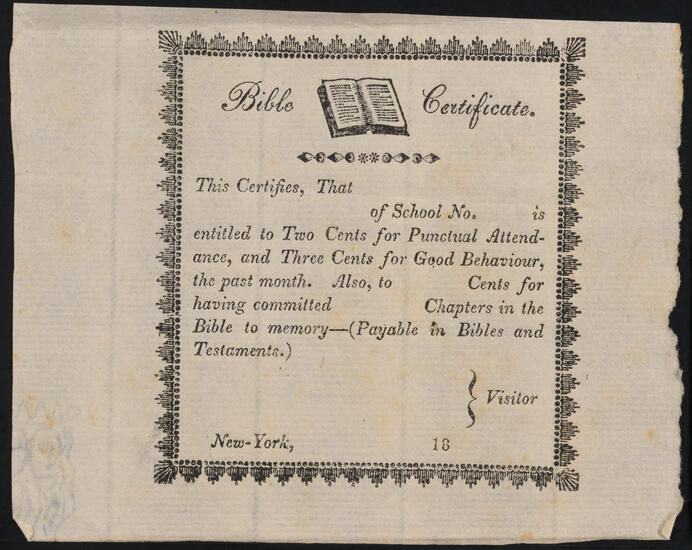 Bible Certificate.
This Certifies, That
of School No. is
entitled to Two Cents for Punctual Attend-
ance, and Three Cents for Good Behaviour,
the past month. Also, to Cents for
having committed Chapters in the
Bible to memory—(Payable in Bibles and
Testaments.)
} Visitor
New-York, 18